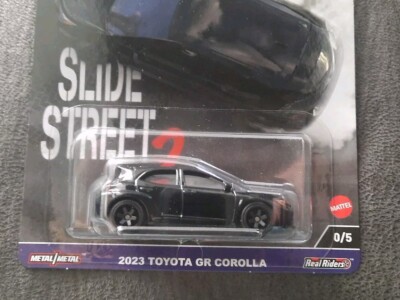 SLIDE
STREET 2
MATTEL
0/5
METAL/METAL
2023 TOYOTA GR COROLLA
Real Riders